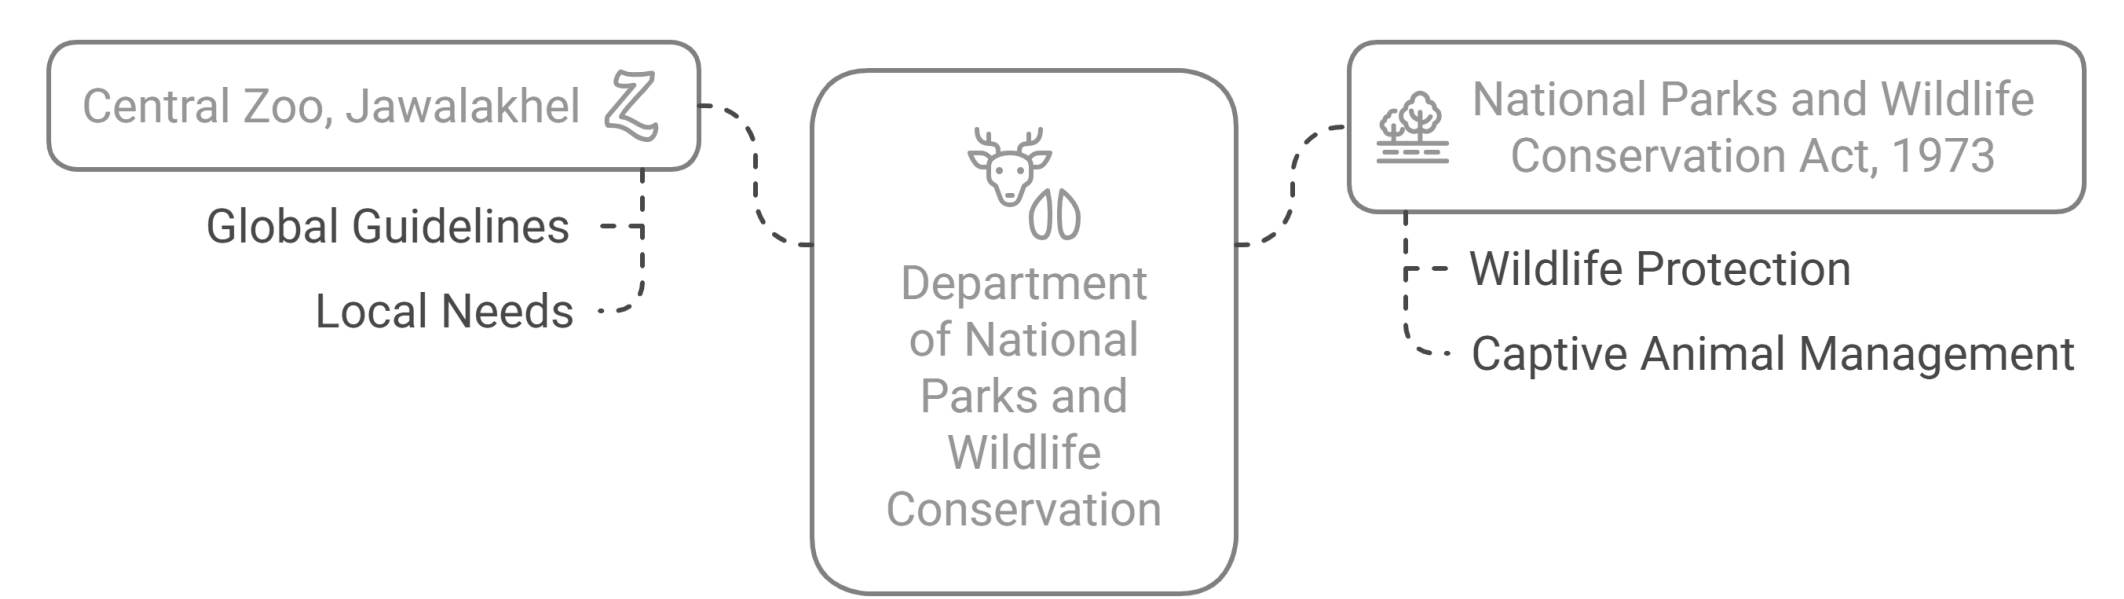 Central Zoo, Jawalakhel
Global Guidelines
Local Needs
Department
of National
Parks and
Wildlife
Conservation
National Parks and Wildlife
Conservation Act, 1973
Wildlife Protection
Captive Animal Management